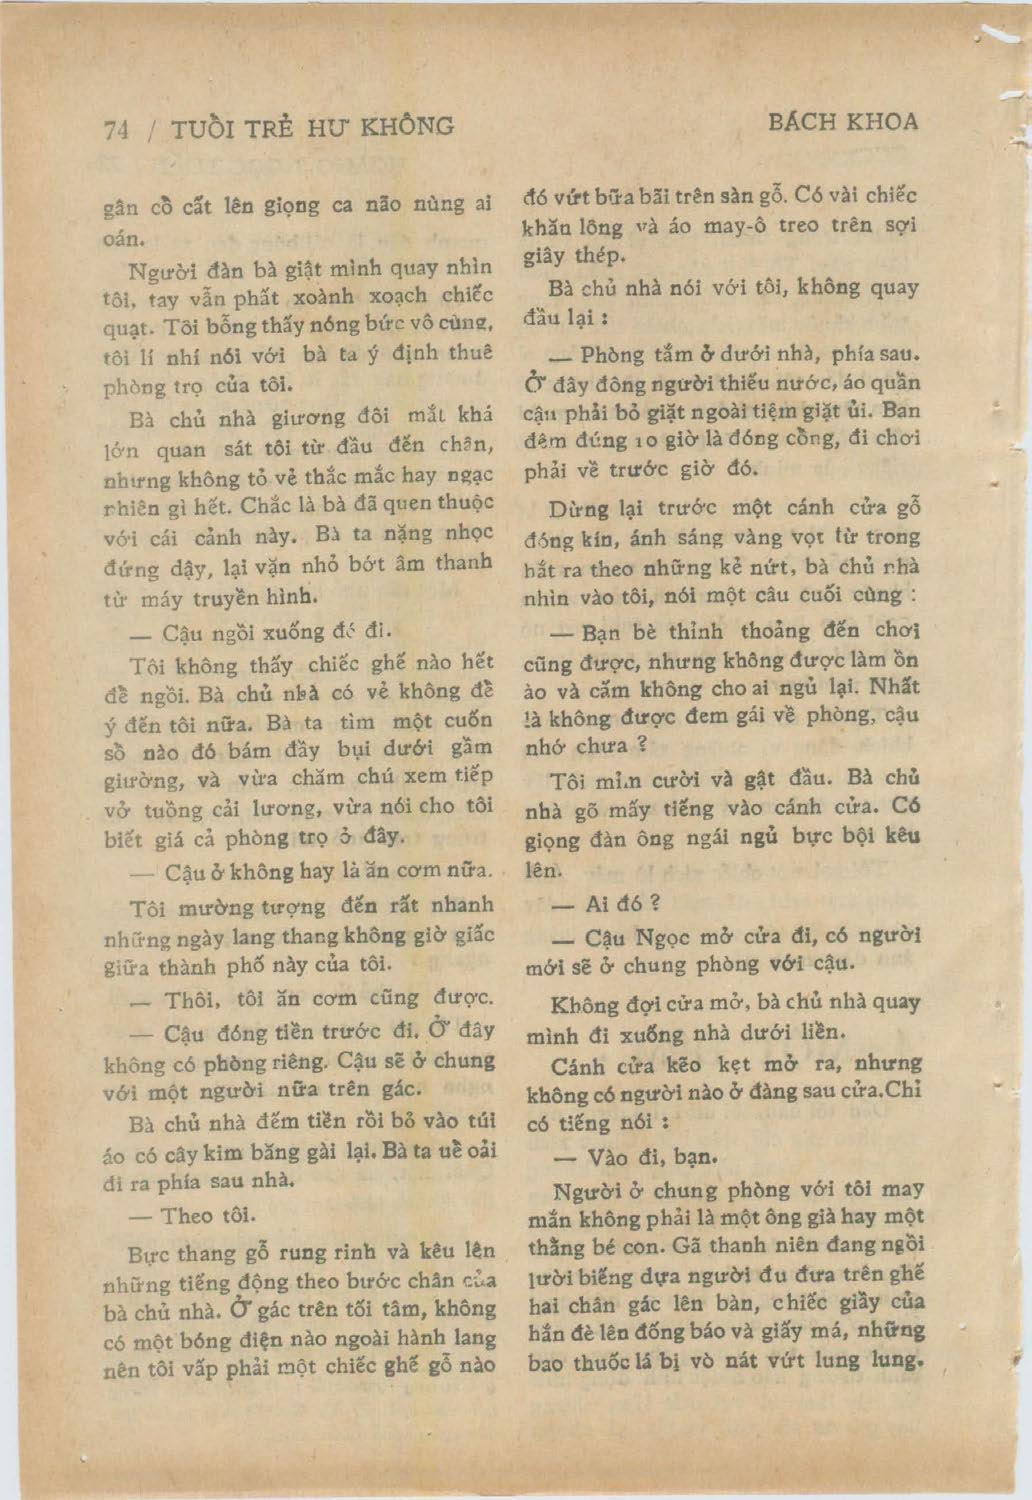 74 / TUỔI TRẺ HƯ KHÔNG
BÁCH KHOA
gân cổ cất lên giọng ca não nùng ai
oán.
Người đàn bà giật mình quay nhìn
tôi, tay vẫn phất xoành xoạch chiếc
quạt. Tôi bỗng thấy nóng bức vô cùng,
tôi lí nhí nói với bà ta ý định thuê
phòng trọ của tôi.
Bà chủ nhà giương đôi mắt khá
lớn quan sát tôi từ đầu đến chân,
nhưng không tỏ vẻ thắc mắc hay ngạc
nhiên gì hết. Chắc là bà đã quen thuộc
với cái cảnh này. Bà ta nặng nhọc
đứng dậy, lại vặn nhỏ bớt âm thanh
từ máy truyền hình.
— Cậu ngồi xuống đó đi.
Tôi không thấy chiếc ghế nào hết
để ngồi. Bà chủ nhà có vẻ không để
ý đến tôi nữa. Bà ta tìm một cuốn
sổ nào đó bám đầy bụi dưới gầm
giường, và vừa chăm chú xem tiếp
vở tuồng cải lương, vừa nói cho tôi
biết giá cả phòng trọ ở đây.
— Cậu ở không hay là ăn cơm nữa.
Tôi mường tượng đến rất nhanh
những ngày lang thang không giờ giấc
giữa thành phố này của tôi.
— Thôi, tôi ăn cơm cũng được.
— Cậu đóng tiền trước đi. Ở đây
không có phòng riêng. Cậu sẽ ở chung
với một người nữa trên gác.
Bà chủ nhà đếm tiền rồi bỏ vào túi
áo có cây kim băng gài lại. Bà ta uể oải
đi ra phía sau nhà.
— Theo tôi.
Bực thang gỗ rung rinh và kêu lên
những tiếng động theo bước chân của
bà chủ nhà. Ở gác trên tối tâm, không
có một bóng điện nào ngoài hành lang
nên tôi vấp phải một chiếc ghế gỗ nào
đó vứt bừa bãi trên sàn gỗ. Có vài chiếc
khăn lông và áo may-ô treo trên sợi
giây thép.
Bà chủ nhà nói với tôi, không quay
đầu lại :
— Phòng tắm ở dưới nhà, phía sau.
Ở đây đông người thiếu nước, áo quần
cậu phải bỏ giặt ngoài tiệm giặt ủi. Ban
đêm đúng 10 giờ là đóng cổng, đi chơi
phải về trước giờ đó.
Dừng lại trước một cánh cửa gỗ
đóng kín, ánh sáng vàng vọt từ trong
hắt ra theo những kẻ nứt, bà chủ nhà
nhìn vào tôi, nói một câu cuối cùng :
— Bạn bè thỉnh thoảng đến chơi
cũng được, nhưng không được làm ồn
ào và cấm không cho ai ngủ lại. Nhất
là không được đem gái về phòng, cậu
nhớ chưa ?
Tôi mỉm cười và gật đầu. Bà chủ
nhà gõ mấy tiếng vào cánh cửa. Có
giọng đàn ông ngái ngủ bực bội kêu
lên.
— Ai đó ?
— Cậu Ngọc mở cửa đi, có người
mới sẽ ở chung phòng với cậu.
Không đợi cửa mở, bà chủ nhà quay
mình đi xuống nhà dưới liền.
Cánh cửa kẽo kẹt mở ra, nhưng
không có người nào ở đàng sau cửa. Chỉ
có tiếng nói :
— Vào đi, bạn.
Người ở chung phòng với tôi may
mắn không phải là một ông già hay một
thằng bé con. Gã thanh niên đang ngồi
lười biếng dựa người đu đưa trên ghế
hai chân gác lên bàn, chiếc giầy của
hắn đè lên đống báo và giấy má, những
bao thuốc lá bị vò nát vứt lung lung.